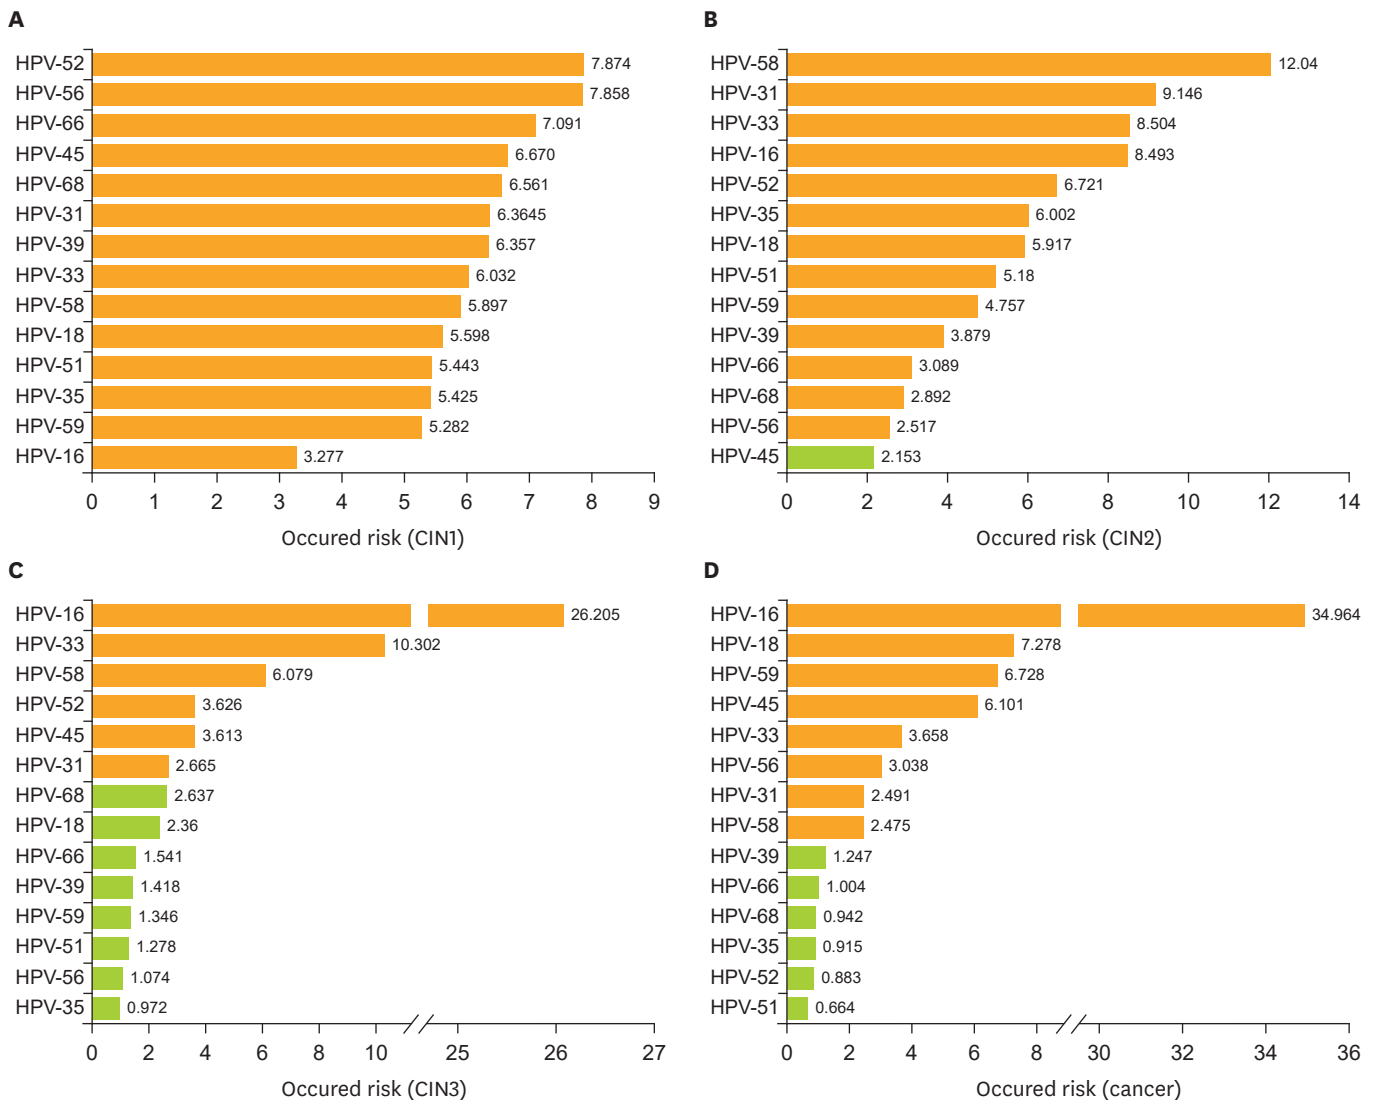 A
HPV-52 7.874
HPV-56 7.858
HPV-66 7.091
HPV-45 6.670
HPV-68 6.561
HPV-31 6.3645
HPV-39 6.357
HPV-33 6.032
HPV-58 5.897
HPV-18 5.598
HPV-51 5.443
HPV-35 5.425
HPV-59 5.282
HPV-16 3.277
0 1 2 3 4 5 6 7 8 9
Occured risk (CIN1)
B
HPV-58 12.04
HPV-31 9.146
HPV-33 8.504
HPV-16 8.493
HPV-52 6.721
HPV-35 6.002
HPV-18 5.917
HPV-51 5.18
HPV-59 4.757
HPV-39 3.879
HPV-66 3.089
HPV-68 2.892
HPV-56 2.517
HPV-45 2.153
0 2 4 6 8 10 12 14
Occured risk (CIN2)
C
HPV-16 26.205
HPV-33 10.302
HPV-58 6.079
HPV-52 3.626
HPV-45 3.613
HPV-31 2.665
HPV-68 2.637
HPV-18 2.36
HPV-66 1.541
HPV-39 1.418
HPV-59 1.346
HPV-51 1.278
HPV-56 1.074
HPV-35 0.972
0 2 4 6 8 10 25 26 27
Occured risk (CIN3)
D
HPV-16 34.964
HPV-18 7.278
HPV-59 6.728
HPV-45 6.101
HPV-33 3.658
HPV-56 3.038
HPV-31 2.491
HPV-58 2.475
HPV-39 1.247
HPV-66 1.004
HPV-68 0.942
HPV-35 0.915
HPV-52 0.883
HPV-51 0.664
0 2 4 6 8 30 32 34 36
Occured risk (cancer)